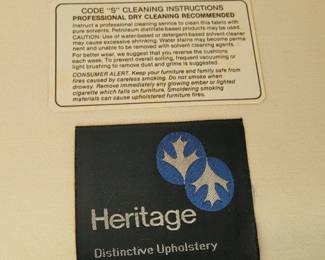 CODE "S" CLEANING INSTRUCTIONS
PROFESSIONAL DRY CLEANING RECOMMENDED
Instruct a professional cleaning service to clean this fabric with
pure solvents. Petroleum distillate-based products may be used.
CAUTION: Use of water-based or detergent-based solvent cleaner
may cause excessive shrinking. Water stains may become perma-
nent and unable to be removed with solvent cleaning agents.
For better wear, we suggest that you reverse the cushions
each week. To prevent overall soiling, frequent vacuuming or
light brushing to remove dust and grime is suggested.
CONSUMER ALERT. Keep your furniture and family safe from
fires caused by careless smoking. Do not smoke when
drowsy. Remove immediately any glowing ember or lighted
cigarette which falls on furniture. Smoldering smoking
materials can cause upholstered furniture fires.
Heritage
Distinctive Upholstery